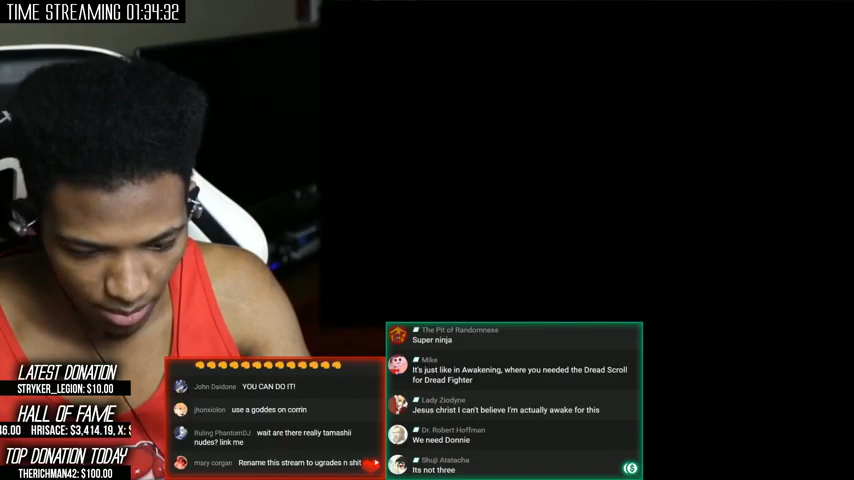 TIME STREAMING 01:34:32
LATEST DONATION
STRYKER_LEGION: $10.00
HALL OF FAME
46.00 HRISACE: $3,414.19, X:
TOP DONATION TODAY
THERICHMAN42: $100.00
John Daidone YOU CAN DO IT!
jhonxiolon use a goddes on corrin
Ruling PhantomDJ wait are there really tamashii
nudes? link me
mary corgan Rename this stream to ugrades n shit
The Pit of Randomness
Super ninja
Mike
It's just like in Awakening, where you needed the Dread Scroll
for Dread Fighter
Lady Ziodyne
Jesus christ I can't believe I'm actually awake for this
Dr. Robert Hoffman
We need Donnie
Shuji Atatacha
Its not three